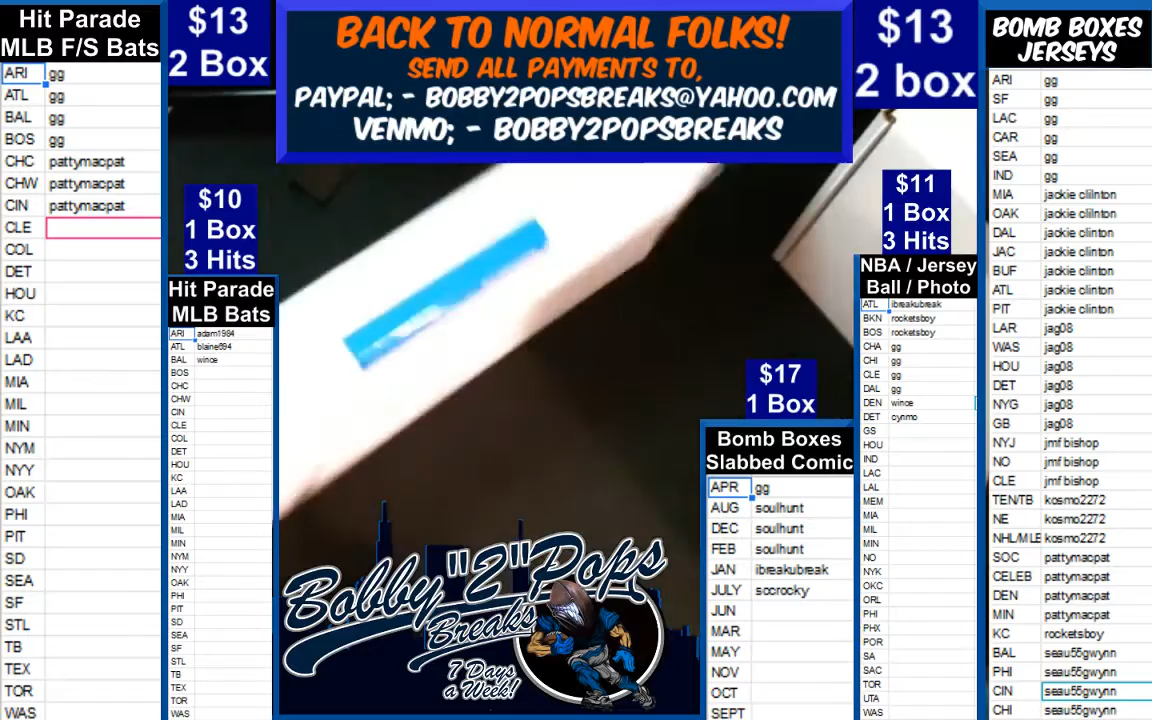 Hit Parade
MLB F/S Bats
ARI gg
ATL gg
BAL gg
BOS gg
CHC pattymacpat
CHW pattymacpat
CIN pattymacpat
CLE
COL
DET
HOU
KC
LAA
LAD
MIA
MIL
MIN
NYM
NYY
OAK
PHI
PIT
SD
SEA
SF
STL
TB
TEX
TOR
WAS
$13
2 Box
$10
1 Box
3 Hits
Hit Parade
MLB Bats
ARI adam1984
ATL blaine694
BAL wince
BOS
CHC
CHW
CIN
CLE
COL
DET
HOU
KC
LAA
LAD
MIA
MIL
MIN
NYM
NYY
OAK
PHI
PIT
SD
SEA
SF
STL
TB
TEX
TOR
WAS
BACK TO NORMAL FOLKS!
SEND ALL PAYMENTS TO,
PAYPAL; - BOBBY2POPSBREAKS@YAHOO.COM
VENMO; - BOBBY2POPSBREAKS
Bobby "2" Pops
Breaks
7 Days
a Week!
$17
1 Box
Bomb Boxes
Slabbed Comic
APR gg
AUG soulhunt
DEC soulhunt
FEB soulhunt
JAN ibreakubreak
JULY socrocky
JUN
MAR
MAY
NOV
OCT
SEPT
$13
2 box
$11
1 Box
3 Hits
NBA / Jersey
Ball / Photo
ATL ibreakubreak
BKN rocketsboy
BOS rocketsboy
CHA gg
CHI gg
CLE gg
DAL gg
DEN wince
DET cynmo
GS
HOU
IND
LAC
LAL
MEM
MIA
MIL
MIN
NO
NYK
OKC
ORL
PHI
PHX
POR
SA
SAC
TOR
UTA
WAS
BOMB BOXES
JERSEYS
ARI gg
SF gg
LAC gg
CAR gg
SEA gg
IND gg
MIA jackie clilnton
OAK jackie clilnton
DAL jackie clinton
JAC jackie clinton
BUF jackie clinton
ATL jackie clinton
PIT jackie clinton
LAR jag08
WAS jag08
HOU jag08
DET jag08
NYG jag08
GB jag08
NYJ jmf bishop
NO jmf bishop
CLE jmf bishop
TEN/TB kosmo2272
NE kosmo2272
NHL/MLB kosmo2272
SOC pattymacpat
CELEB pattymacpat
DEN pattymacpat
MIN pattymacpat
KC rocketsboy
BAL seau55gwynn
PHI seau55gwynn
CIN seau55gwynn
CHI seau55gwynn